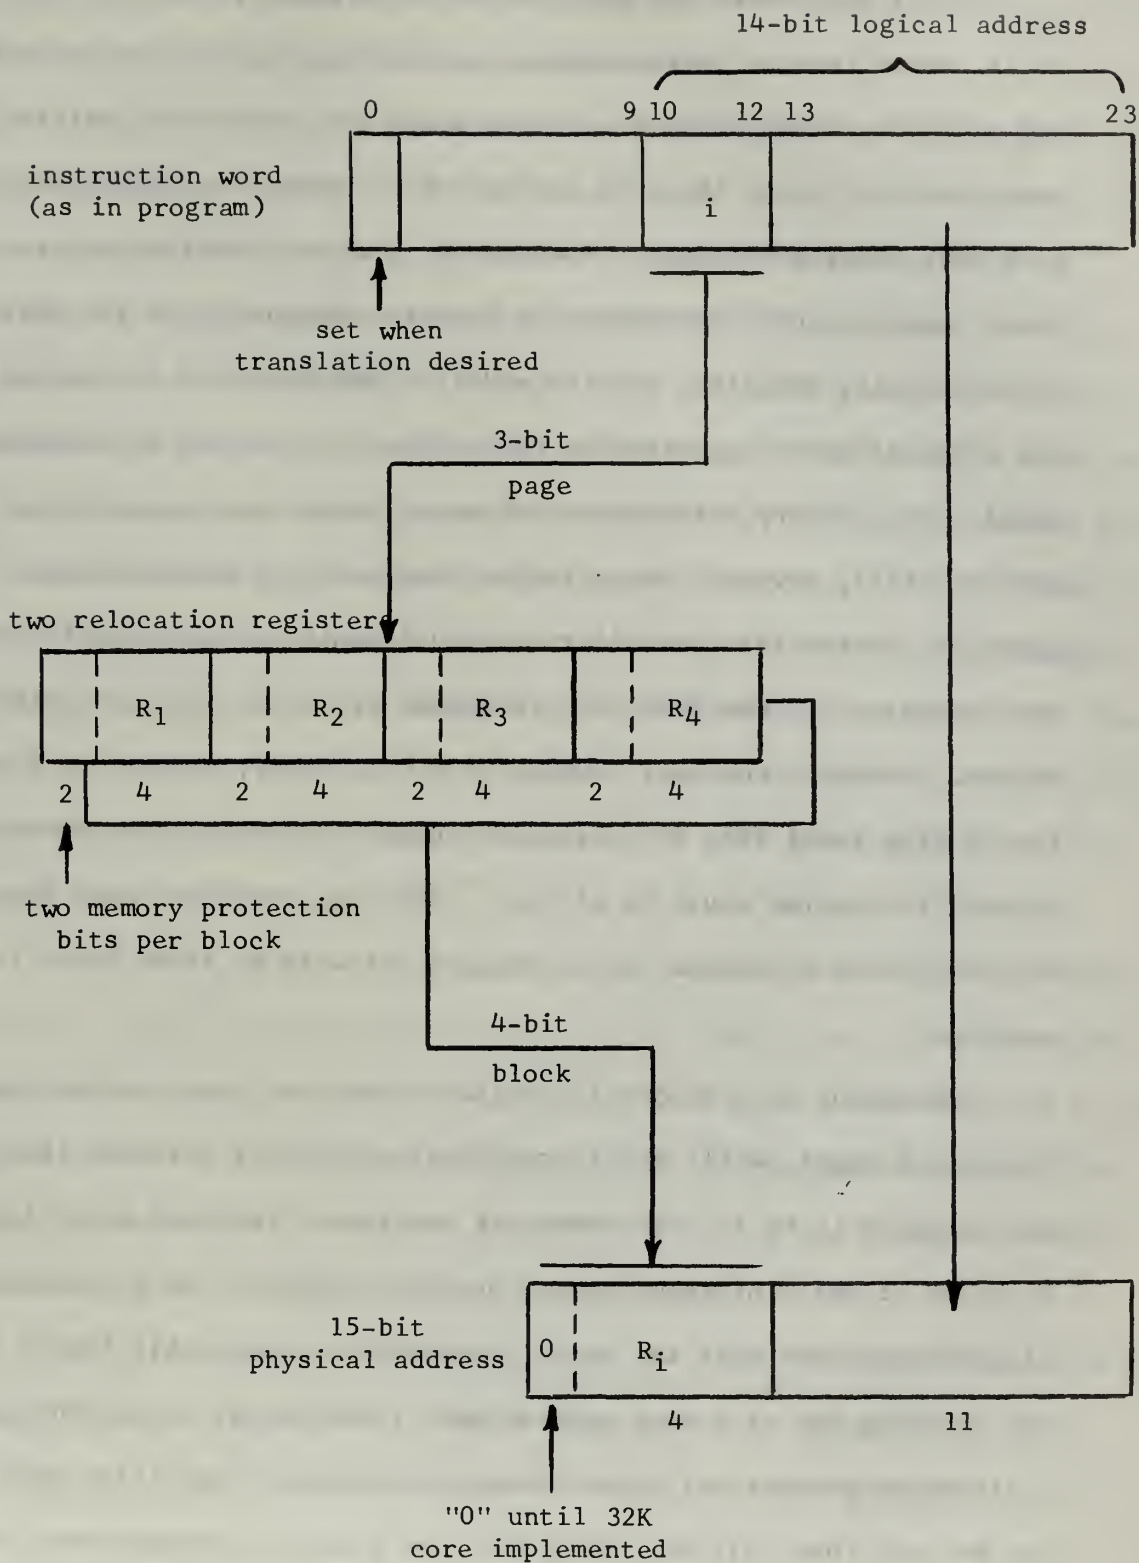 14-bit logical address
0 9 10 12 13 23
instruction word
(as in program)
i
set when
translation desired
3-bit
page
two relocation registers
R1 R2 R3 R4
2 4 2 4 2 4 2 4
two memory protection
bits per block
4-bit
block
15-bit
physical address
0 Ri
4 11
"0" until 32K
core implemented